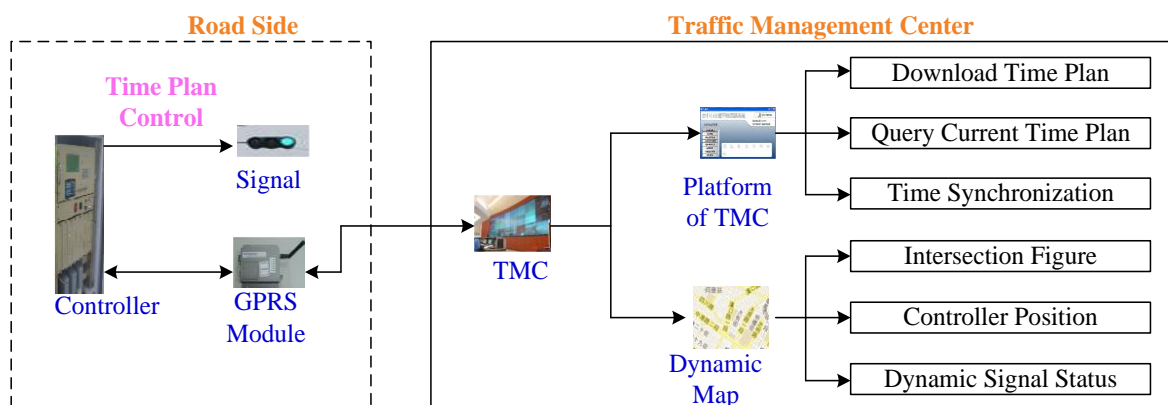 Road Side
Traffic Management Center
Time Plan
Control
Signal
Controller
GPRS
Module
TMC
Platform
of TMC
Dynamic
Map
Download Time Plan
Query Current Time Plan
Time Synchronization
Intersection Figure
Controller Position
Dynamic Signal Status